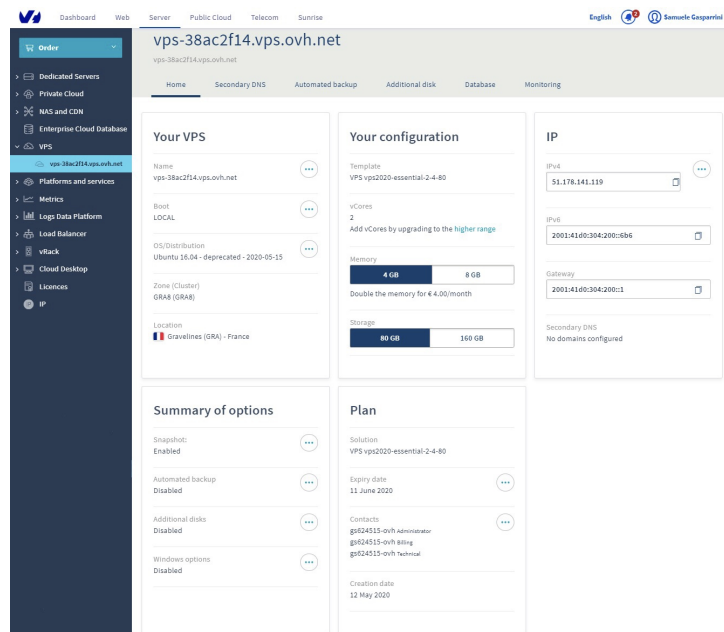 Dashboard
Web
Server
Public Cloud
Telecom
Sunrise
English
2
Samuele Gasparrini
Order
Dedicated Servers
Private Cloud
NAS and CDN
Enterprise Cloud Database
VPS
vps-38ac2f14.vps.ovh.net
Platforms and services
Metrics
Logs Data Platform
Load Balancer
vRack
Cloud Desktop
Licences
IP
vps-38ac2f14.vps.ovh.net
vps-38ac2f14.vps.ovh.net
Home
Secondary DNS
Automated backup
Additional disk
Database
Monitoring
Your VPS
Name
vps-38ac2f14.vps.ovh.net
Boot
LOCAL
OS/Distribution
Ubuntu 16.04 - deprecated - 2020-05-15
Zone (Cluster)
GRA8 (GRA8)
Location
Gravelines (GRA) - France
Your configuration
Template
VPS vps2020-essential-2-4-80
vCores
2
Add vCores by upgrading to the higher range
Memory
4 GB
8 GB
Double the memory for € 4.00/month
Storage
80 GB
160 GB
IP
IPv4
51.178.141.119
IPv6
2001:41d0:304:200::6b6
Gateway
2001:41d0:304:200::1
Secondary DNS
No domains configured
Summary of options
Snapshot:
Enabled
Automated backup
Disabled
Additional disks
Disabled
Windows options
Disabled
Plan
Solution
VPS vps2020-essential-2-4-80
Expiry date
11 June 2020
Contacts
gs624515-ovh Administrator
gs624515-ovh Billing
gs624515-ovh Technical
Creation date
12 May 2020